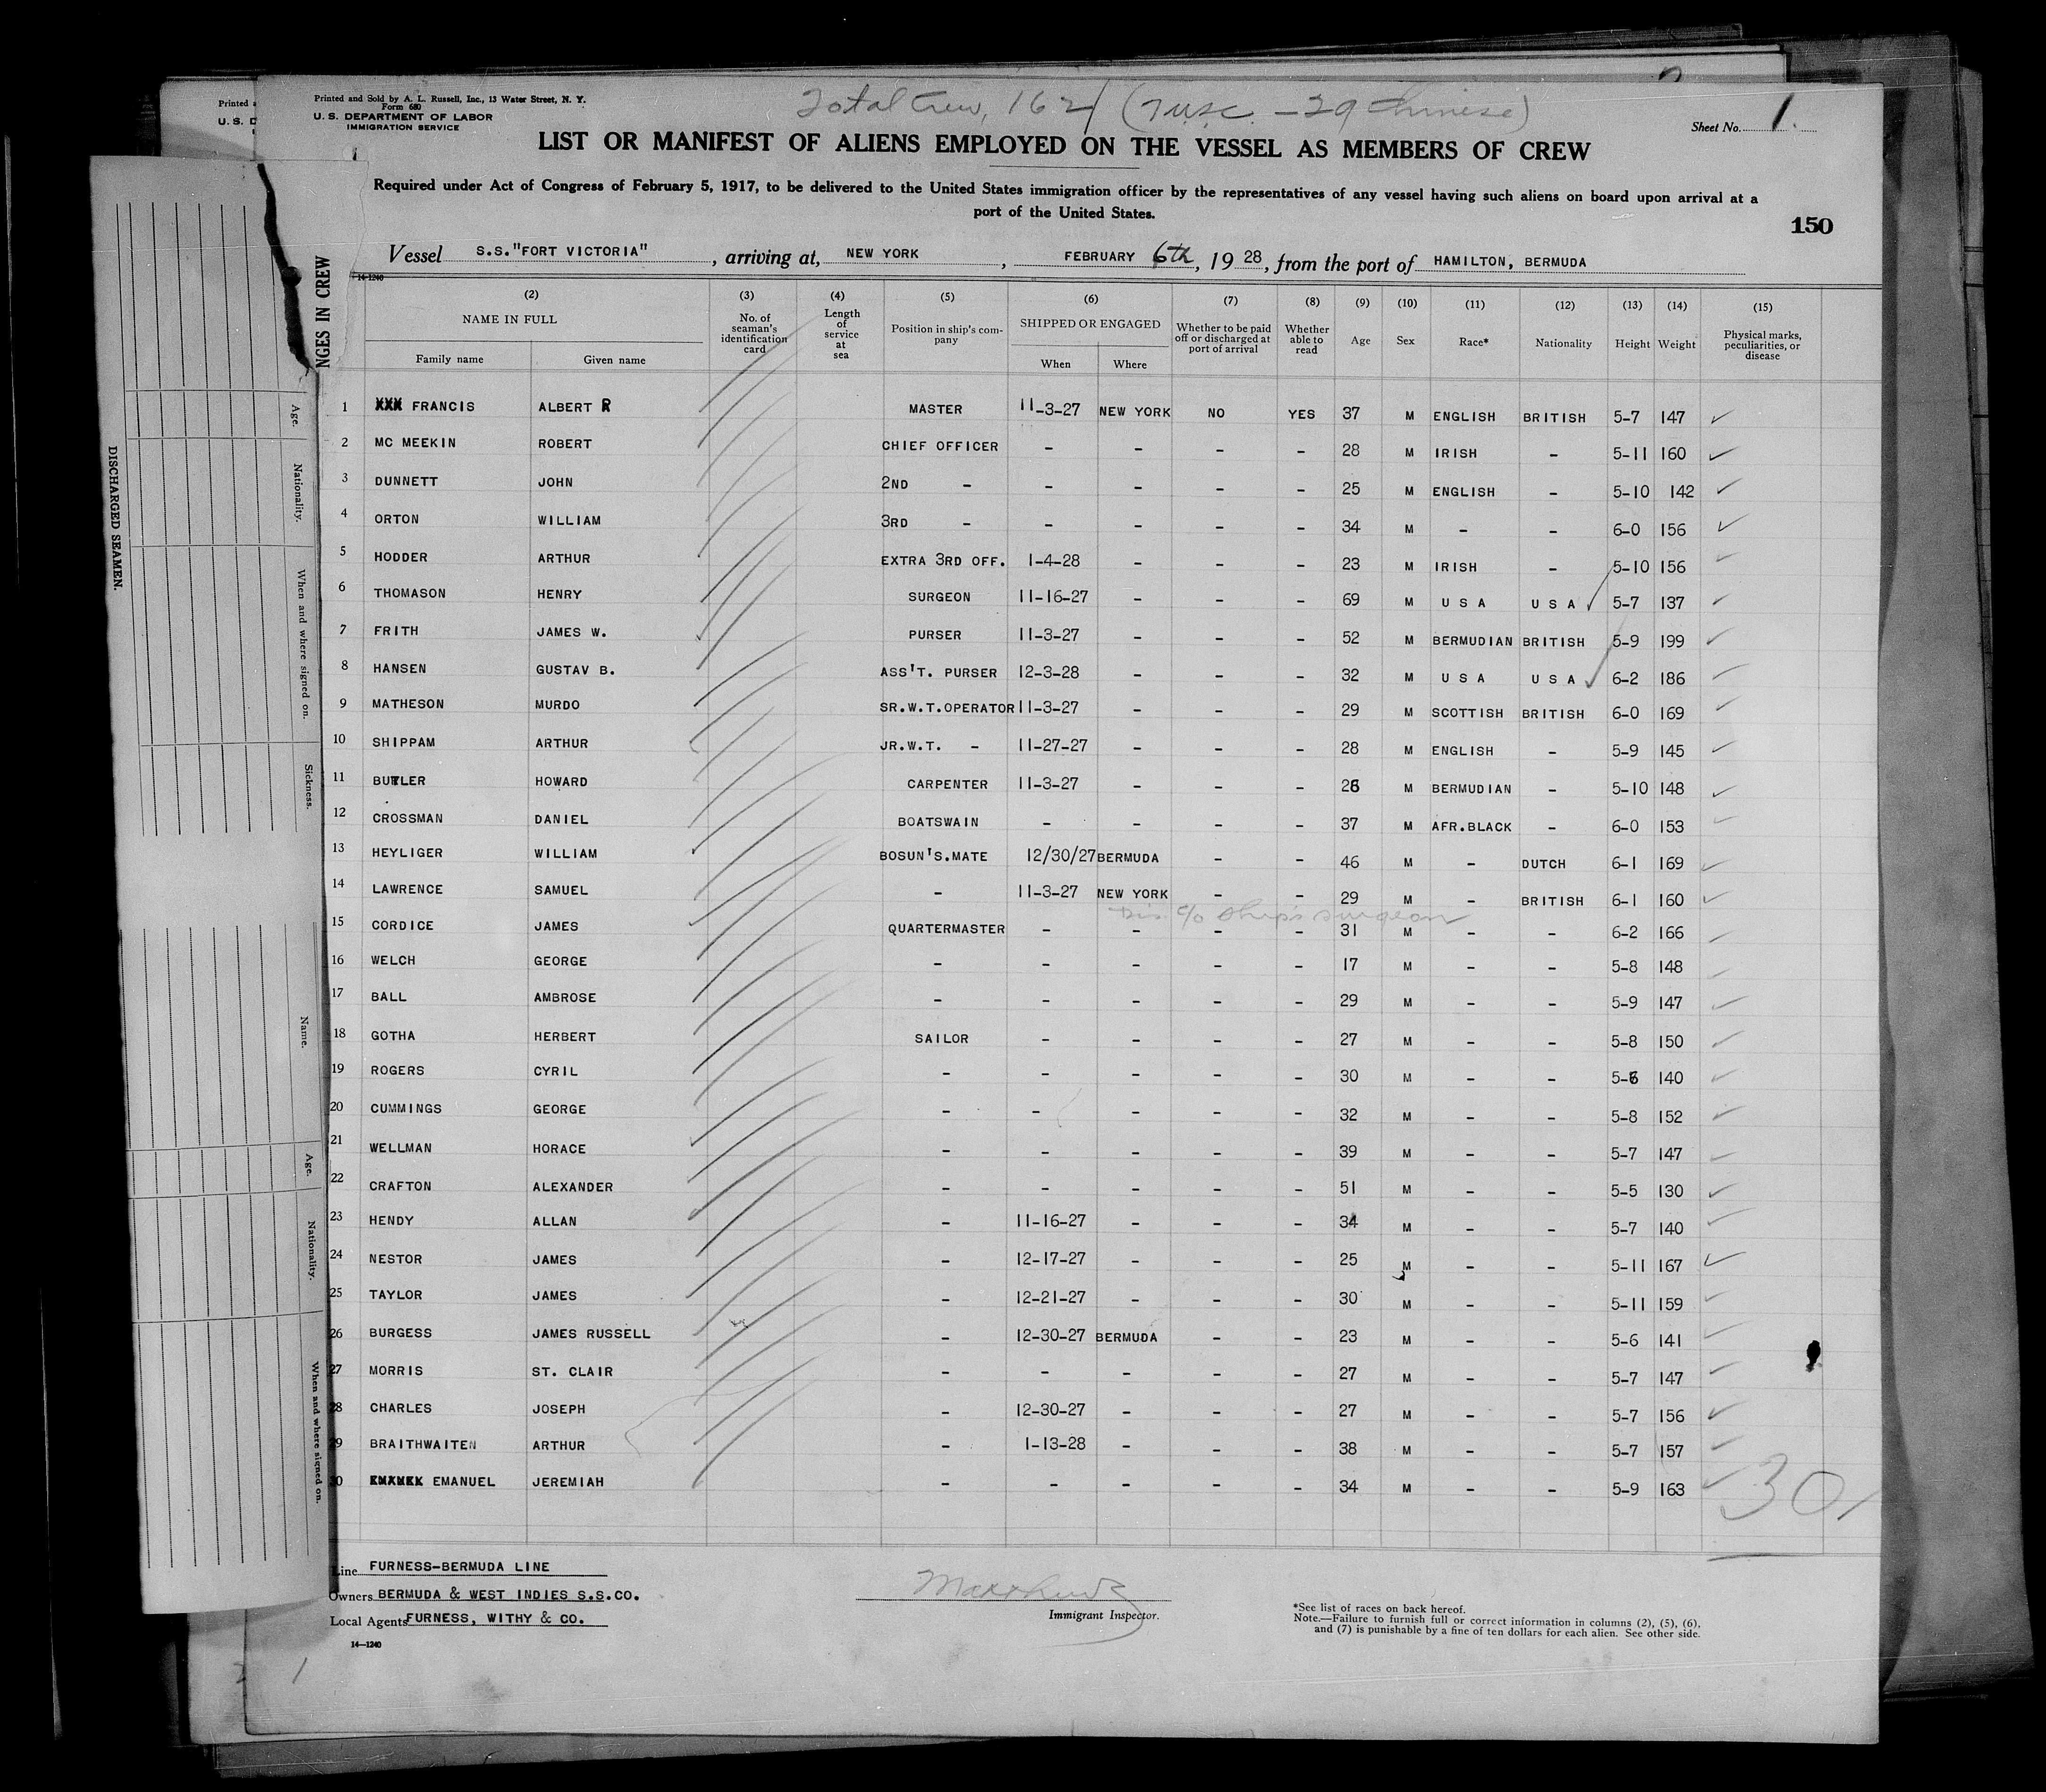 Printed and Sold by A. L. Russell, Inc., 13 Water Street, N. Y.
Form 680
U. S. DEPARTMENT OF LABOR
IMMIGRATION SERVICE
Total Crew, 162 (7 USC. - 29 Chinese)
Sheet No. 1.
LIST OR MANIFEST OF ALIENS EMPLOYED ON THE VESSEL AS MEMBERS OF CREW
Required under Act of Congress of February 5, 1917, to be delivered to the United States immigration officer by the representatives of any vessel having such aliens on board upon arrival at a
port of the United States.
150
Vessel S.S."FORT VICTORIA", arriving at, NEW YORK, FEBRUARY 6th, 1928, from the port of HAMILTON, BERMUDA
14-1240
(2) (3) (4) (5) (6) (7) (8) (9) (10) (11) (12) (13) (14) (15)
NAME IN FULL
Family name Given name
No. of seaman's identification card
Length of service at sea
Position in ship's company
SHIPPED OR ENGAGED
When Where
Whether to be paid off or discharged at port of arrival
Whether able to read
Age Sex Race* Nationality Height Weight
Physical marks, peculiarities, or disease
1 XXX FRANCIS ALBERT R MASTER 11-3-27 NEW YORK NO YES 37 M ENGLISH BRITISH 5-7 147
2 MC MEEKIN ROBERT CHIEF OFFICER - - - - 28 M IRISH - 5-11 160
3 DUNNETT JOHN 2ND - - - - - 25 M ENGLISH - 5-10 142
4 ORTON WILLIAM 3RD - - - - - 34 M - - 6-0 156
5 HODDER ARTHUR EXTRA 3RD OFF. 1-4-28 - - - 23 M IRISH - 5-10 156
6 THOMASON HENRY SURGEON 11-16-27 - - - 69 M U S A U S A 5-7 137
7 FRITH JAMES W. PURSER 11-3-27 - - - 52 M BERMUDIAN BRITISH 5-9 199
8 HANSEN GUSTAV B. ASS'T. PURSER 12-3-28 - - - 32 M U S A U S A 6-2 186
9 MATHESON MURDO SR.W.T.OPERATOR 11-3-27 - - - 29 M SCOTTISH BRITISH 6-0 169
10 SHIPPAM ARTHUR JR.W.T. - 11-27-27 - - - 28 M ENGLISH - 5-9 145
11 BUTLER HOWARD CARPENTER 11-3-27 - - - 26 M BERMUDIAN - 5-10 148
12 CROSSMAN DANIEL BOATSWAIN - - - - 37 M AFR.BLACK - 6-0 153
13 HEYLIGER WILLIAM BOSUN'S.MATE 12/30/27 BERMUDA - - 46 M - DUTCH 6-1 169
14 LAWRENCE SAMUEL - 11-3-27 NEW YORK - - 29 M - BRITISH 6-1 160
Dis. c/o Ship's surgeon
15 CORDICE JAMES QUARTERMASTER - - - - 31 M - - 6-2 166
16 WELCH GEORGE - - - - - 17 M - - 5-8 148
17 BALL AMBROSE - - - - - 29 M - - 5-9 147
18 GOTHA HERBERT SAILOR - - - - 27 M - - 5-8 150
19 ROGERS CYRIL - - - - - 30 M - - 5-6 140
20 CUMMINGS GEORGE - - - - - 32 M - - 5-8 152
21 WELLMAN HORACE - - - - - 39 M - - 5-7 147
22 CRAFTON ALEXANDER - - - - - 51 M - - 5-5 130
23 HENDY ALLAN - 11-16-27 - - - 34 M - - 5-7 140
24 NESTOR JAMES - 12-17-27 - - - 25 M - - 5-11 167
25 TAYLOR JAMES - 12-21-27 - - - 30 M - - 5-11 159
26 BURGESS JAMES RUSSELL - 12-30-27 BERMUDA - - 23 M - - 5-6 141
27 MORRIS ST. CLAIR - - - - - 27 M - - 5-7 147
28 CHARLES JOSEPH - 12-30-27 - - - 27 M - - 5-7 156
29 BRAITHWAITEN ARTHUR - 1-13-28 - - - 38 M - - 5-7 157
30 EMANUEL JEREMIAH - - - - - 34 M - - 5-9 163
30
Line FURNESS-BERMUDA LINE
Owners BERMUDA & WEST INDIES S.S.CO.
Local Agents FURNESS, WITHY & CO.
14-1240
Immigrant Inspector.
*See list of races on back hereof.
Note.—Failure to furnish full or correct information in columns (2), (5), (6),
and (7) is punishable by a fine of ten dollars for each alien. See other side.
1
Printed a
U. S. D
NGES IN CREW
DISCHARGED SEAMEN.
Age.
Nationality.
When and where signed on.
Sickness.
Name.
Age.
Nationality.
When and where signed on.